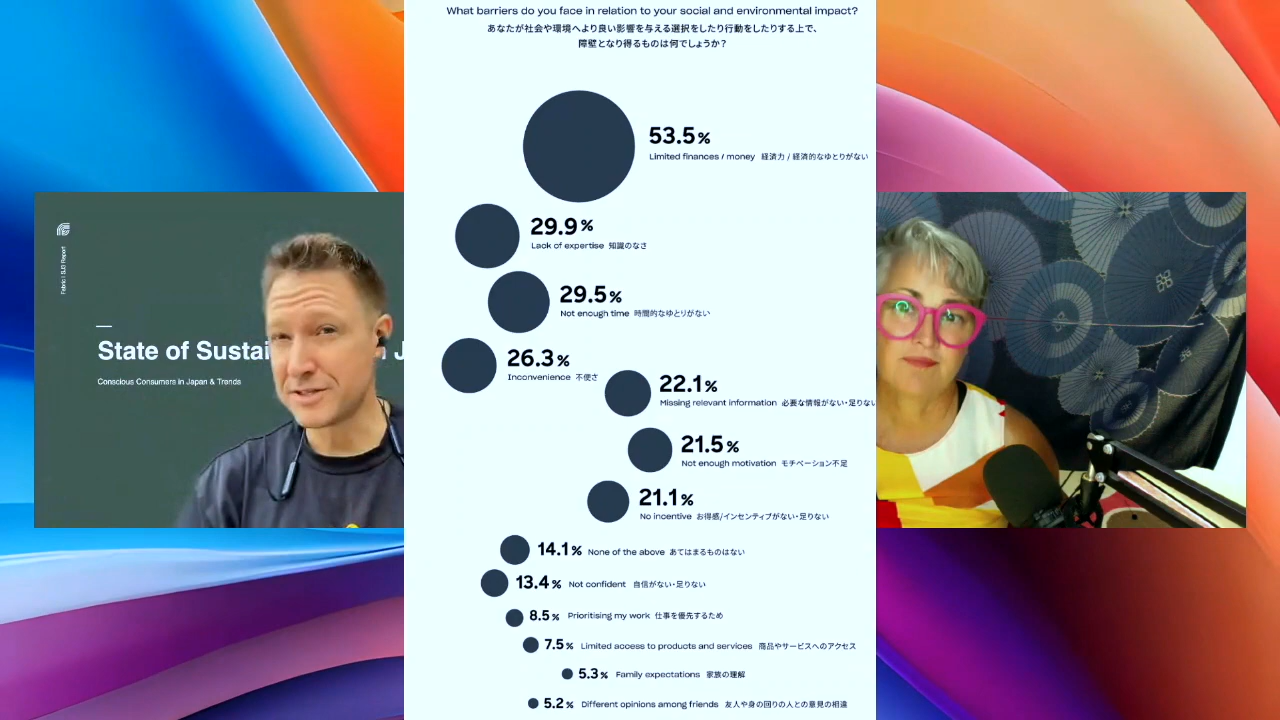 What barriers do you face in relation to your social and environmental impact?
あなたが社会や環境へより良い影響を与える選択をしたり行動をしたりする上で、
障壁となり得るものは何でしょうか？
53.5%
Limited finances / money 経済力 / 経済的なゆとりがない
29.9%
Lack of expertise 知識のなさ
29.5%
Not enough time 時間的なゆとりがない
26.3%
Inconvenience 不便さ
22.1%
Missing relevant information 必要な情報がない・足りない
21.5%
Not enough motivation モチベーション不足
21.1%
No incentive お得感/インセンティブがない・足りない
14.1% None of the above あてはまるものはない
13.4% Not confident 自信がない・足りない
8.5% Prioritising my work 仕事を優先するため
7.5% Limited access to products and services 商品やサービスへのアクセス
5.3% Family expectations 家族の理解
5.2% Different opinions among friends 友人や身の回りの人との意見の相違
Fabric | SUS Report
State of Sustai
J
Conscious Consumers in Japan & Trends